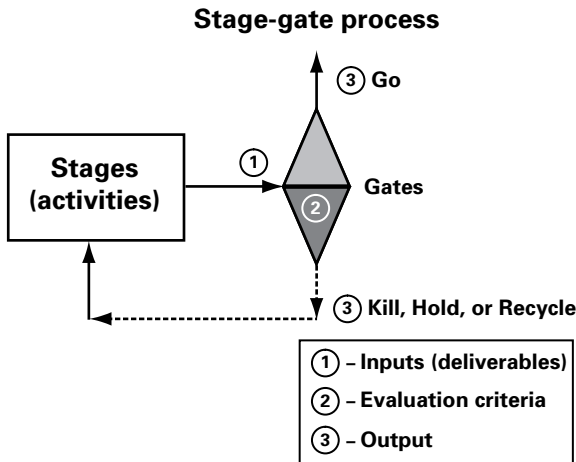 Stage-gate process
3 Go
Stages
(activities)
1
Gates
2
3 Kill, Hold, or Recycle
1 – Inputs (deliverables)
2 – Evaluation criteria
3 – Output